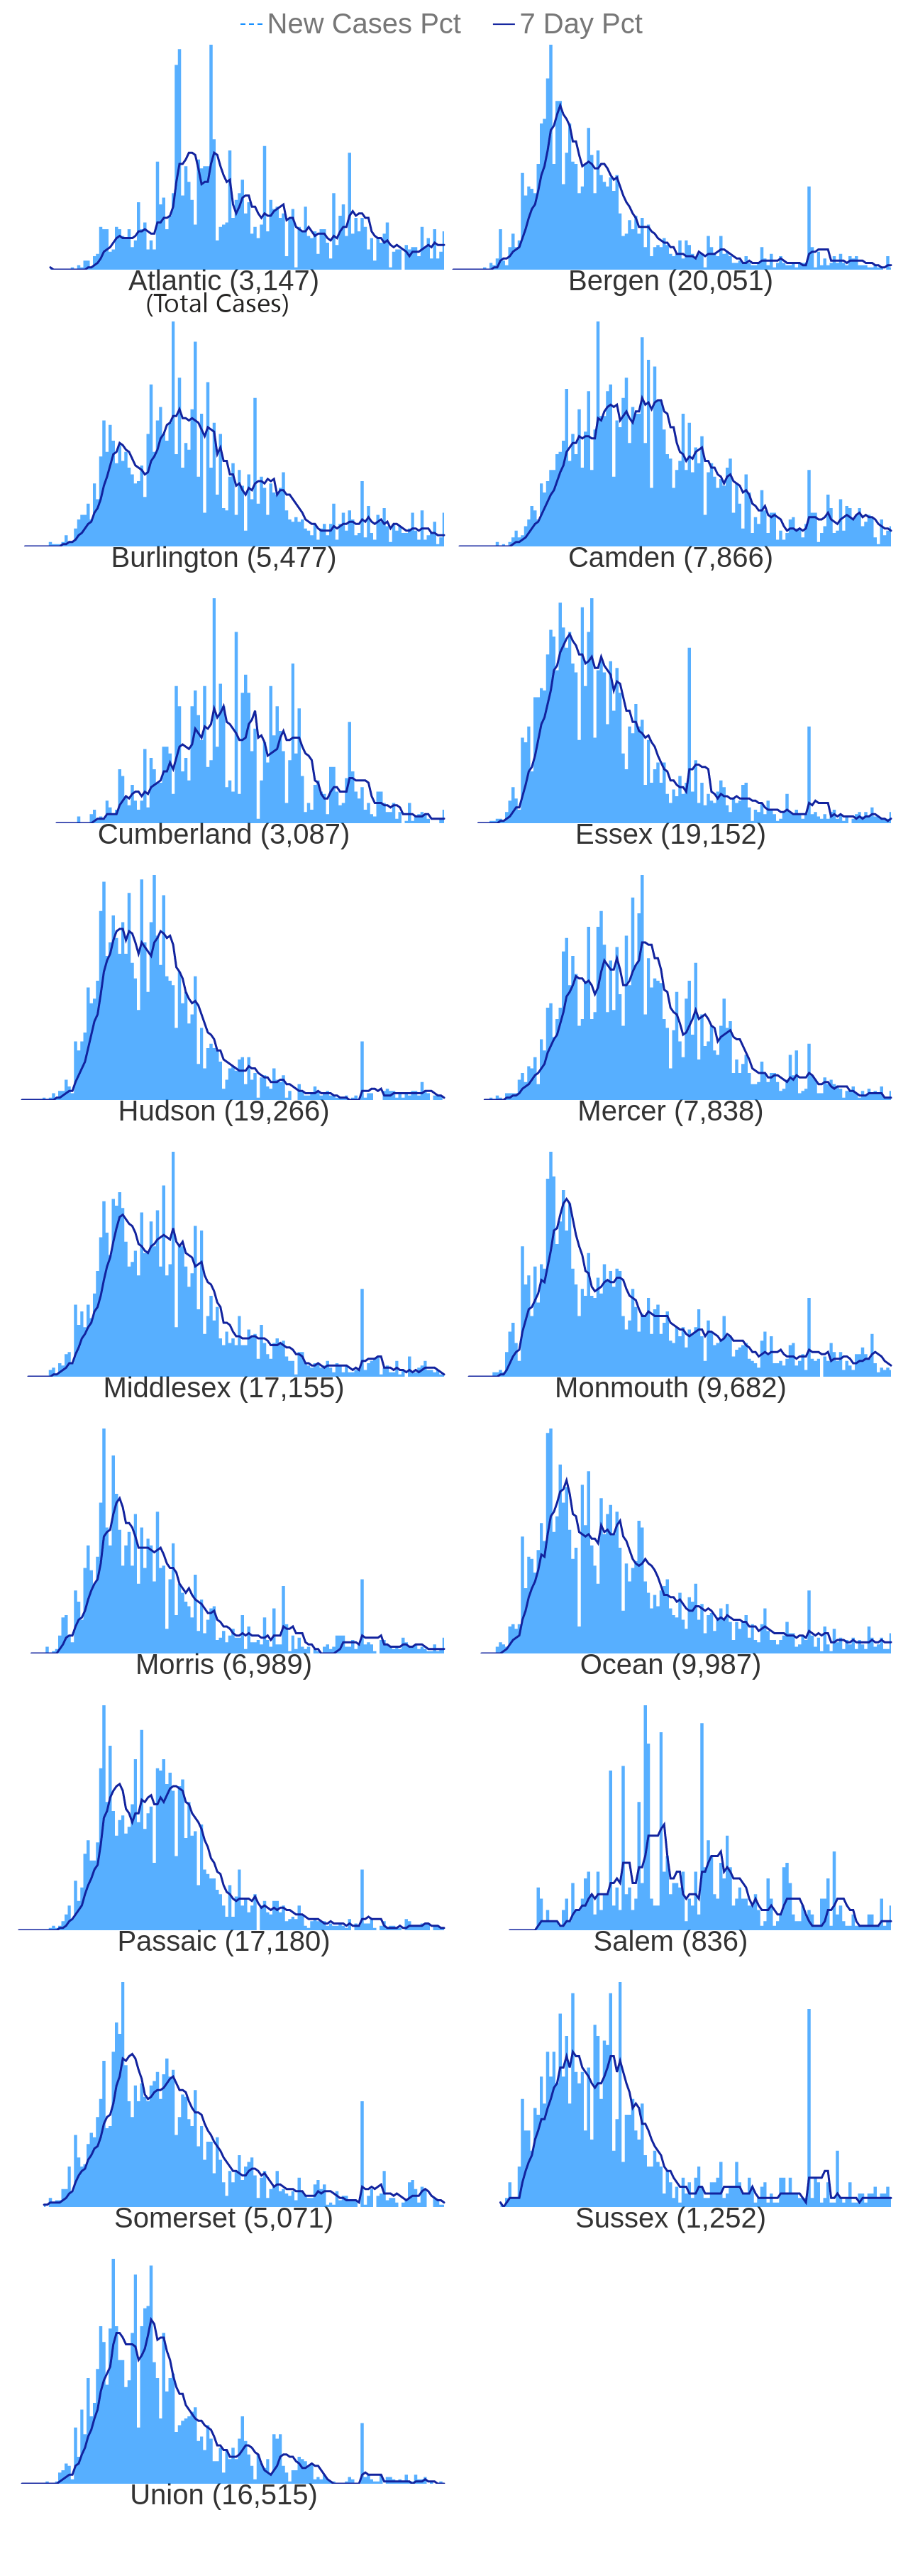 New Cases Pct 7 Day Pct
Atlantic (3,147) Bergen (20,051)
(Total Cases)
Burlington (5,477) Camden (7,866)
Cumberland (3,087) Essex (19,152)
Hudson (19,266) Mercer (7,838)
Middlesex (17,155) Monmouth (9,682)
Morris (6,989) Ocean (9,987)
Passaic (17,180) Salem (836)
Somerset (5,071) Sussex (1,252)
Union (16,515)